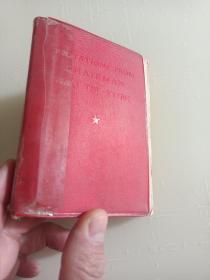 QUOTATIONS FROM
CHAIRMAN
MAO TSE-TUNG